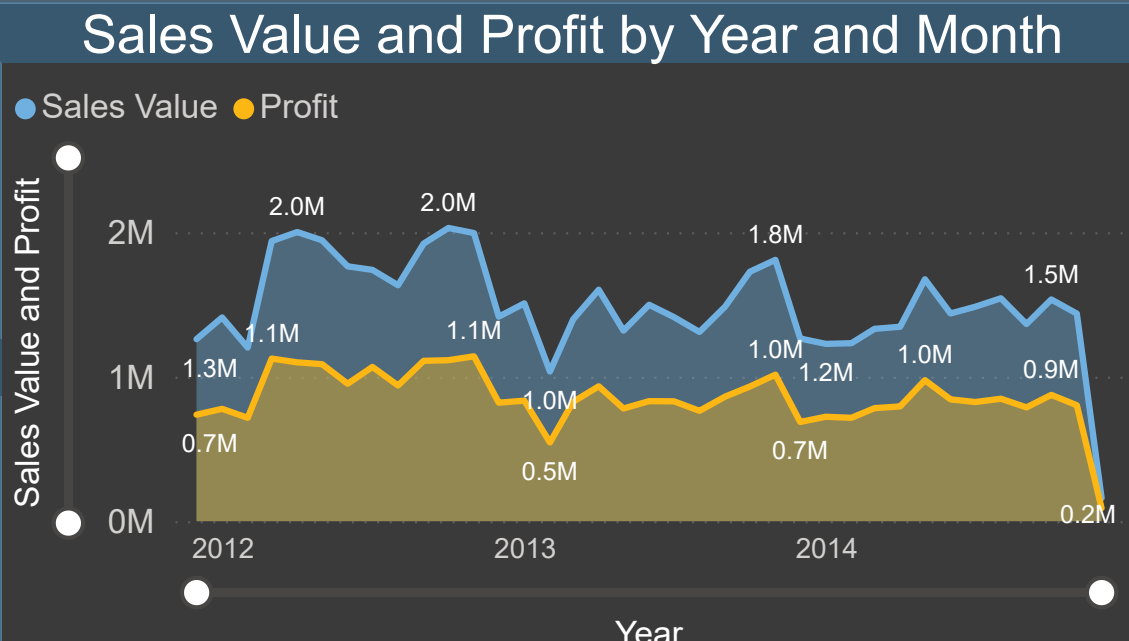 Sales Value and Profit by Year and Month
Sales Value Profit
Sales Value and Profit
2M
1M
0M
2.0M
2.0M
1.8M
1.5M
1.1M
1.1M
1.3M
1.0M
1.2M
1.0M
0.9M
1.0M
0.7M
0.5M
0.7M
0.2M
2012 2013 2014
Year